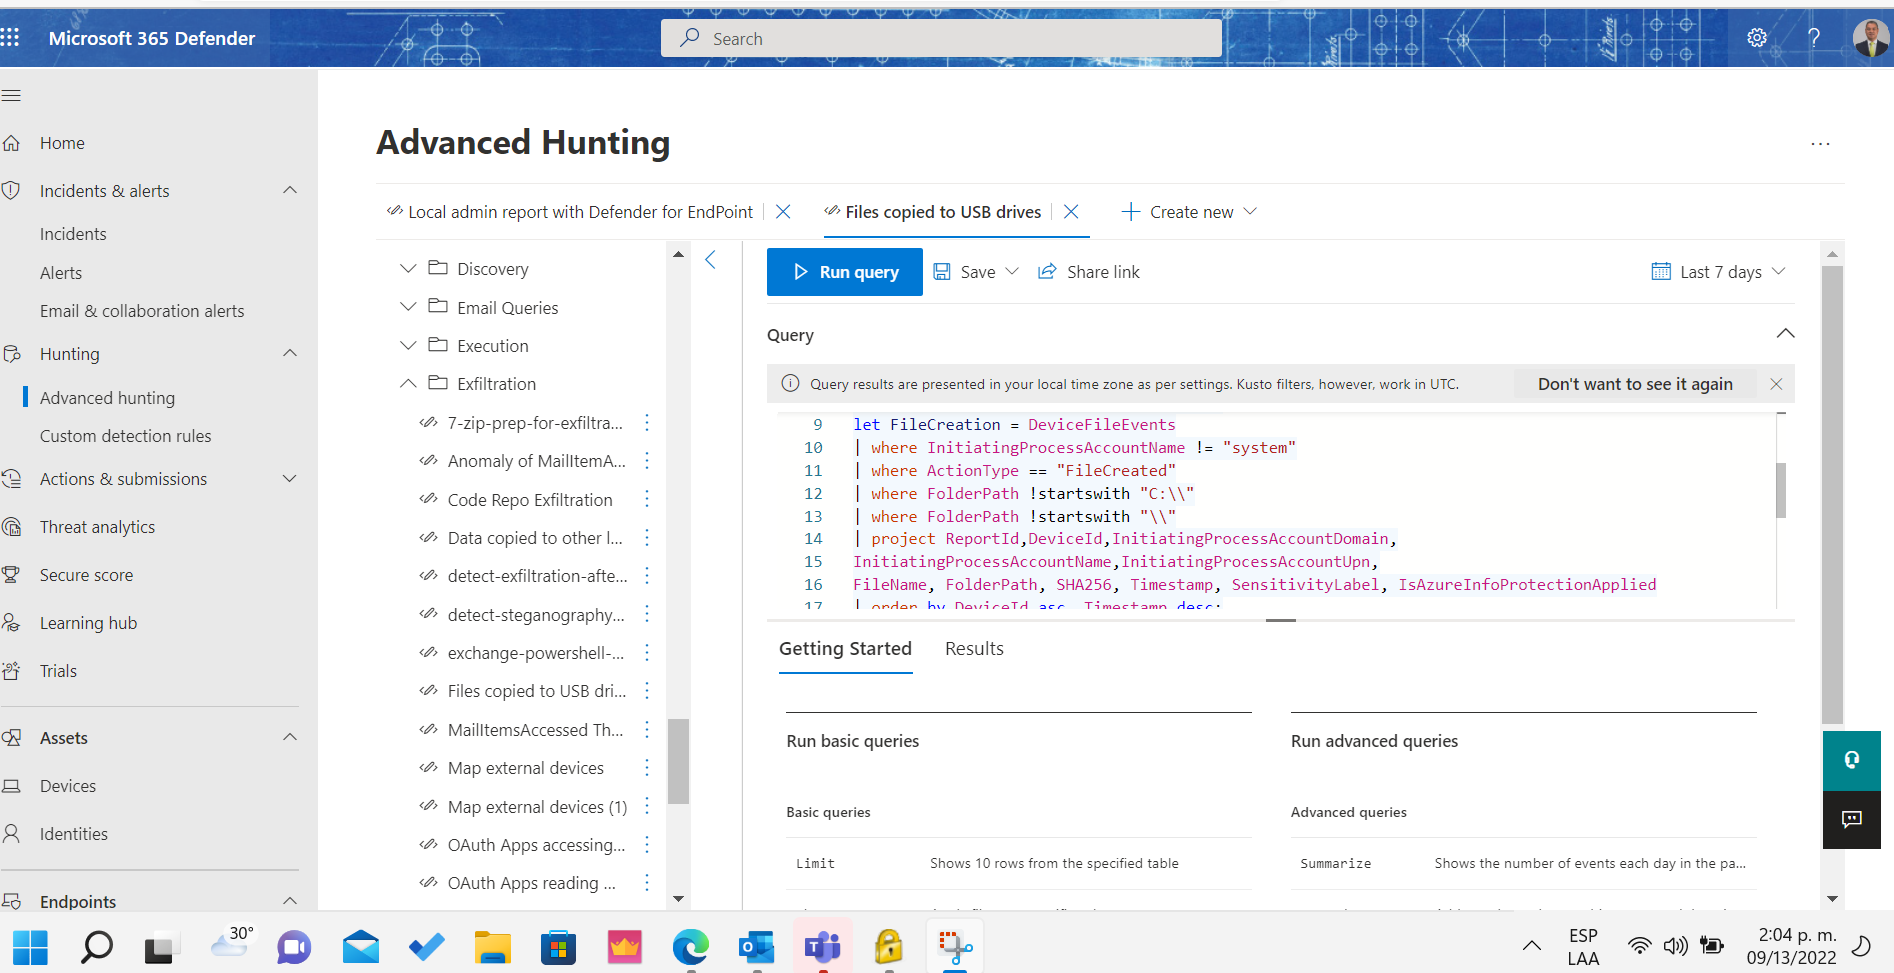 Microsoft 365 Defender
Search
?
Home
Incidents & alerts
Incidents
Alerts
Email & collaboration alerts
Hunting
Advanced hunting
Custom detection rules
Actions & submissions
Threat analytics
Secure score
Learning hub
Trials
Assets
Devices
Identities
Endpoints
Advanced Hunting
Local admin report with Defender for EndPoint
Files copied to USB drives
Create new
Discovery
Email Queries
Execution
Exfiltration
7-zip-prep-for-exfiltra...
Anomaly of MailItemA...
Code Repo Exfiltration
Data copied to other l...
detect-exfiltration-afte...
detect-steganography...
exchange-powershell-...
Files copied to USB dri...
MailItemsAccessed Th...
Map external devices
Map external devices (1)
OAuth Apps accessing...
OAuth Apps reading ...
Run query
Save
Share link
Last 7 days
Query
Query results are presented in your local time zone as per settings. Kusto filters, however, work in UTC.
Don't want to see it again
9 let FileCreation = DeviceFileEvents
10 | where InitiatingProcessAccountName != "system"
11 | where ActionType == "FileCreated"
12 | where FolderPath !startswith "C:\\"
13 | where FolderPath !startswith "\\"
14 | project ReportId,DeviceId,InitiatingProcessAccountDomain,
15 InitiatingProcessAccountName,InitiatingProcessAccountUpn,
16 FileName, FolderPath, SHA256, Timestamp, SensitivityLabel, IsAzureInfoProtectionApplied
17 | order by DeviceId asc, Timestamp desc;
Getting Started
Results
Run basic queries
Run advanced queries
Basic queries
Advanced queries
Limit Shows 10 rows from the specified table
Summarize Shows the number of events each day in the pa...
30°
ESP
LAA
2:04 p. m.
09/13/2022